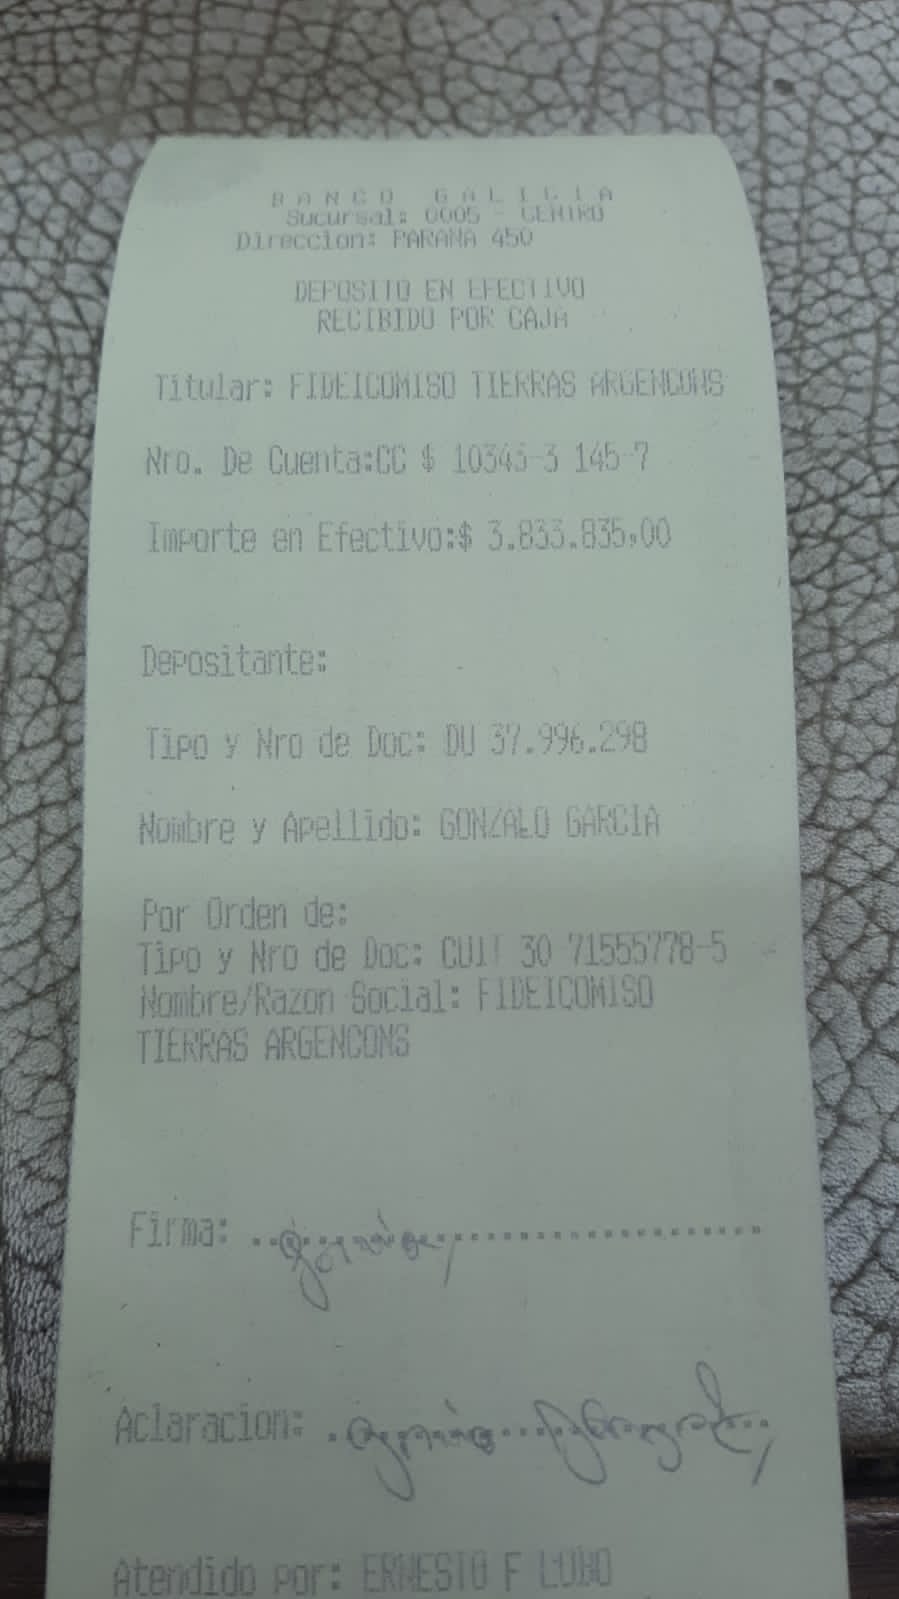 BANCO GALICIA
Sucursal: 0005 - CENTRO
Direccion: PARANA 450
DEPOSITO EN EFECTIVO
RECIBIDO POR CAJA
Titular: FIDEICOMISO TIERRAS ARGENCONS
Nro. De Cuenta:CC $ 10343-3 145-7
Importe en Efectivo:$ 3.833.835,00
Depositante:
Tipo y Nro de Doc: DU 37.996.298
Nombre y Apellido: GONZALO GARCIA
Por Orden de:
Tipo y Nro de Doc: CUIT 30 71555778-5
Nombre/Razon Social: FIDEICOMISO
TIERRAS ARGENCONS
Firma:
Aclaracion:
Atendido por: ERNESTO F LUBO